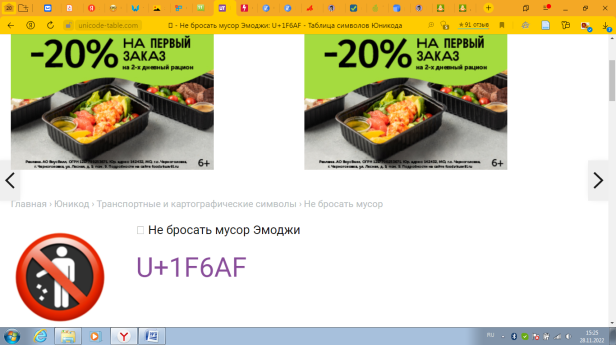 unicode-table.com
🚯 - Не бросать мусор Эмоджи: U+1F6AF - Таблица символов Юникода
+91 отзыв
-20% НА ПЕРВЫЙ ЗАКАЗ
на 2-х дневный рацион
6+
-20% НА ПЕРВЫЙ ЗАКАЗ
на 2-х дневный рацион
6+
Главная › Юникод › Транспортные и картографические символы › Не бросать мусор
Не бросать мусор Эмоджи
U+1F6AF
RU
15:25
28.11.2022